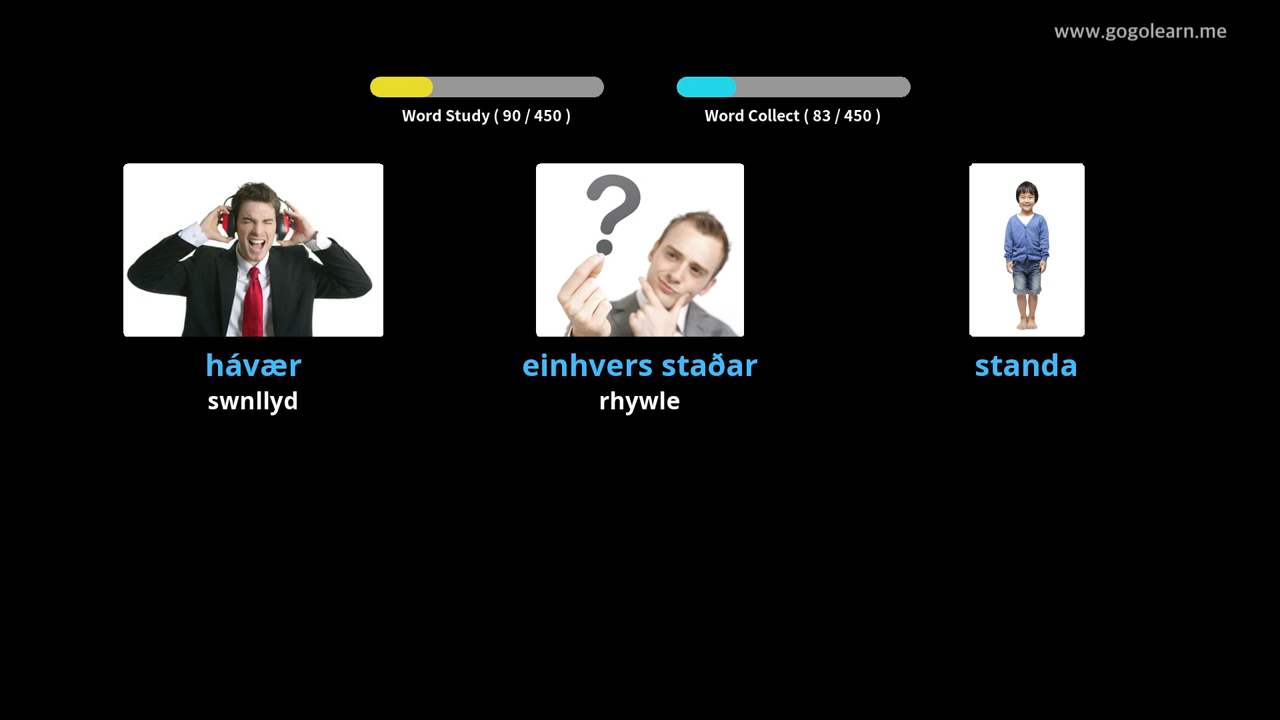 www.gogolearn.me
Word Study ( 90 / 450 )
Word Collect ( 83 / 450 )
hávær
einhvers staðar
standa
swnllyd
rhywle